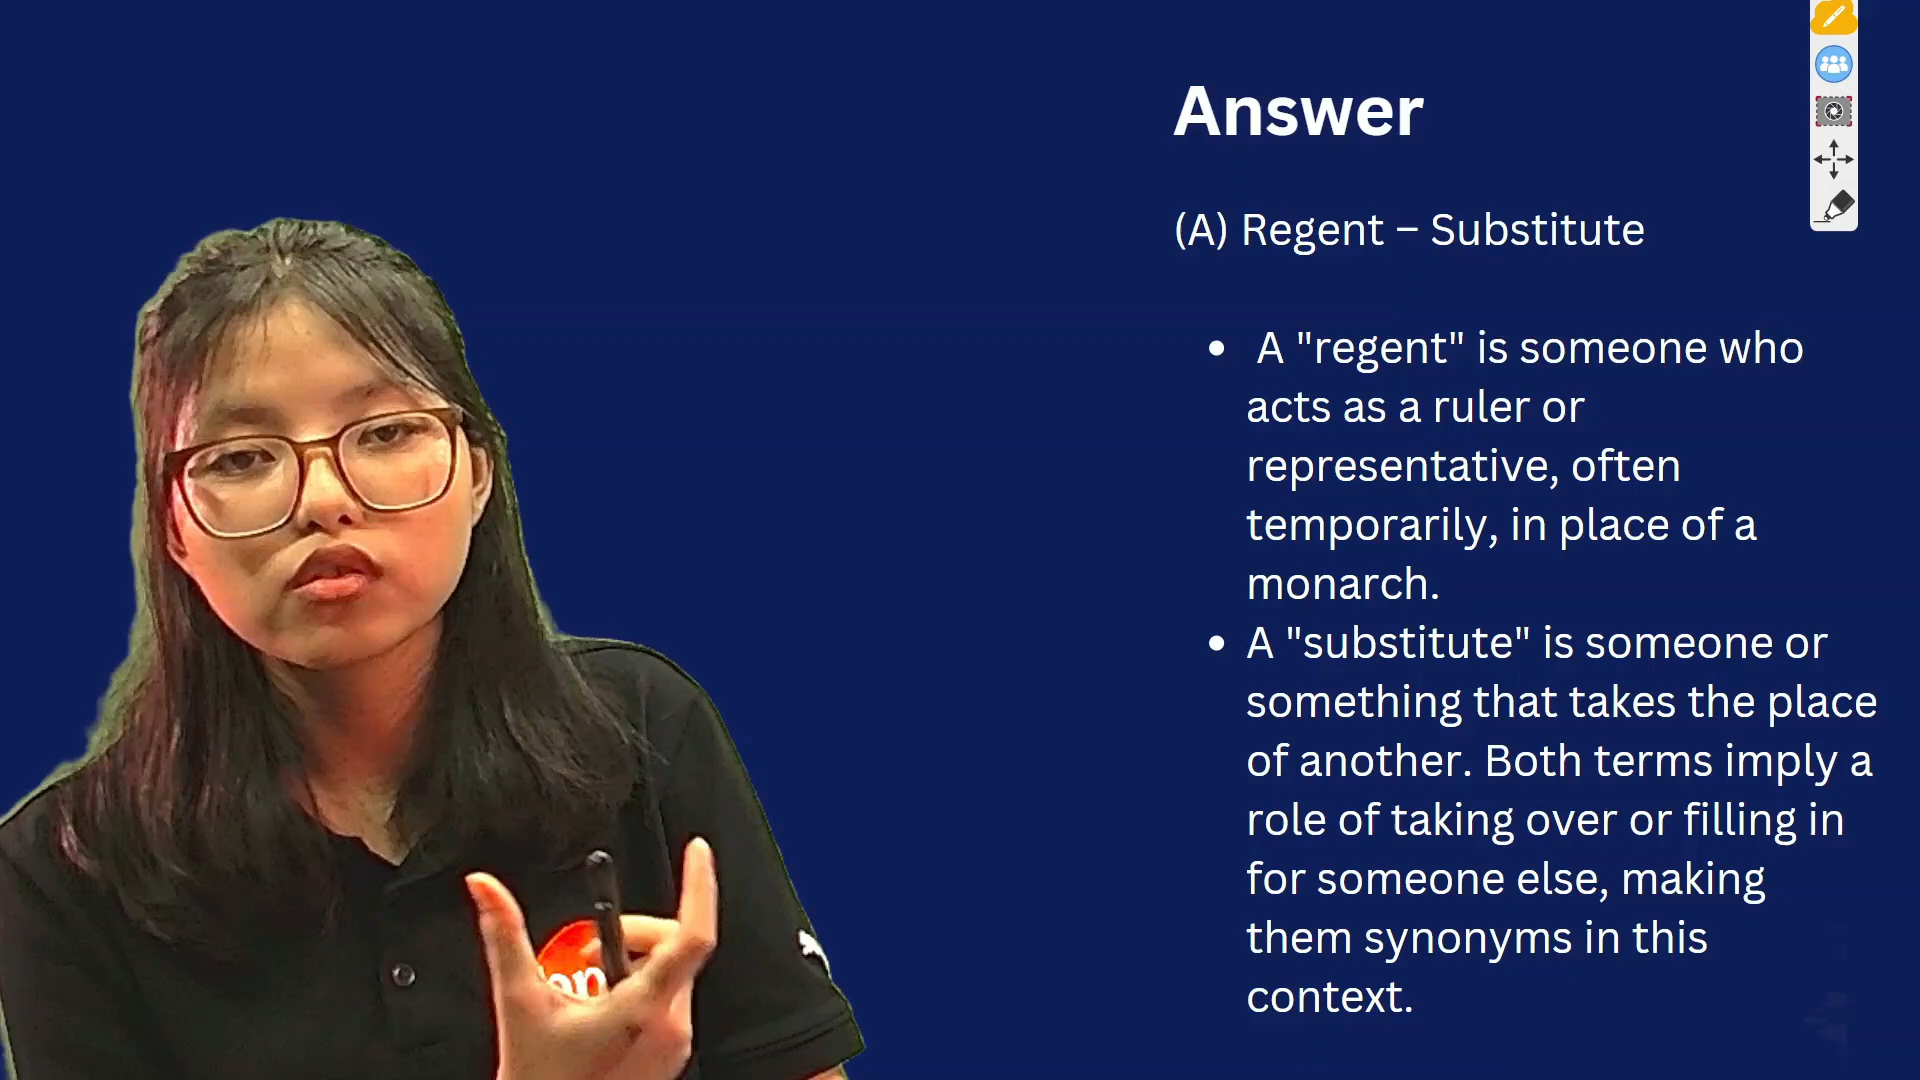 Answer
(A) Regent – Substitute
• A "regent" is someone who
acts as a ruler or
representative, often
temporarily, in place of a
monarch.
• A "substitute" is someone or
something that takes the place
of another. Both terms imply a
role of taking over or filling in
for someone else, making
them synonyms in this
context.